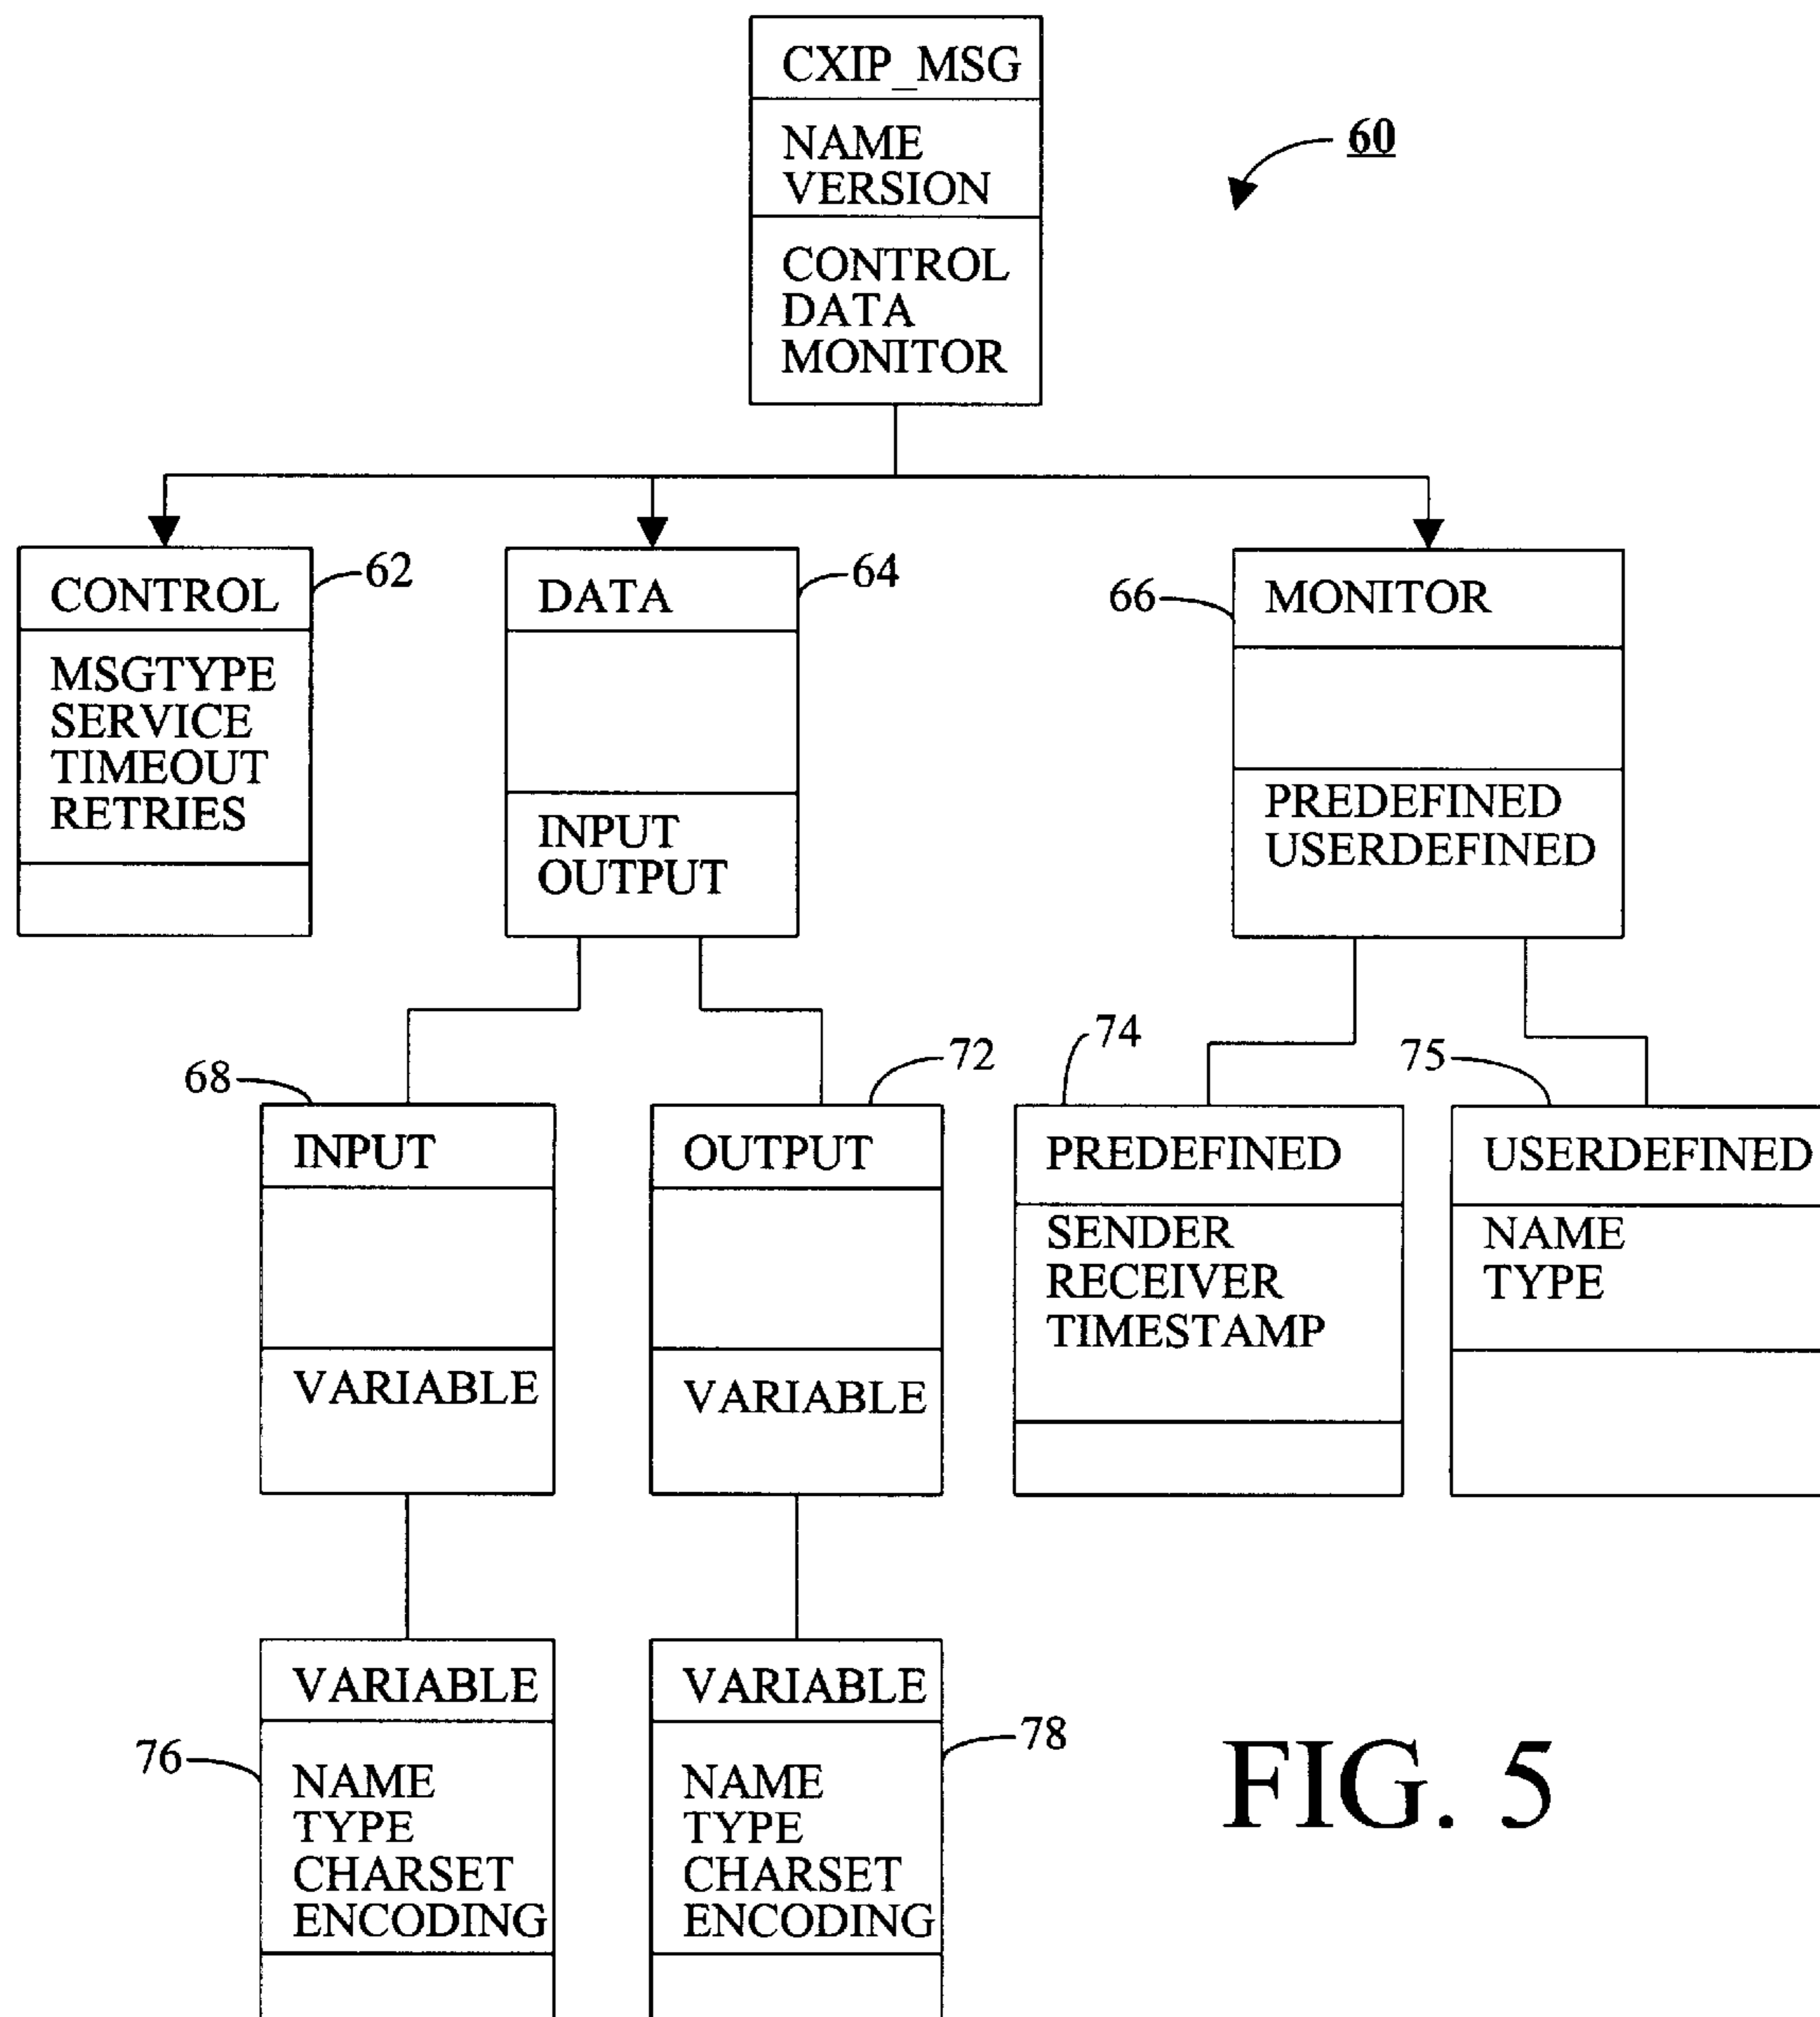 CXIP_MSG
NAME
VERSION
CONTROL
DATA
MONITOR
60
CONTROL
62
MSGTYPE
SERVICE
TIMEOUT
RETRIES
DATA
64
INPUT
OUTPUT
66
MONITOR
PREDEFINED
USERDEFINED
68
INPUT
VARIABLE
72
OUTPUT
VARIABLE
74
PREDEFINED
SENDER
RECEIVER
TIMESTAMP
75
USERDEFINED
NAME
TYPE
76
VARIABLE
NAME
TYPE
CHARSET
ENCODING
78
VARIABLE
NAME
TYPE
CHARSET
ENCODING
FIG. 5